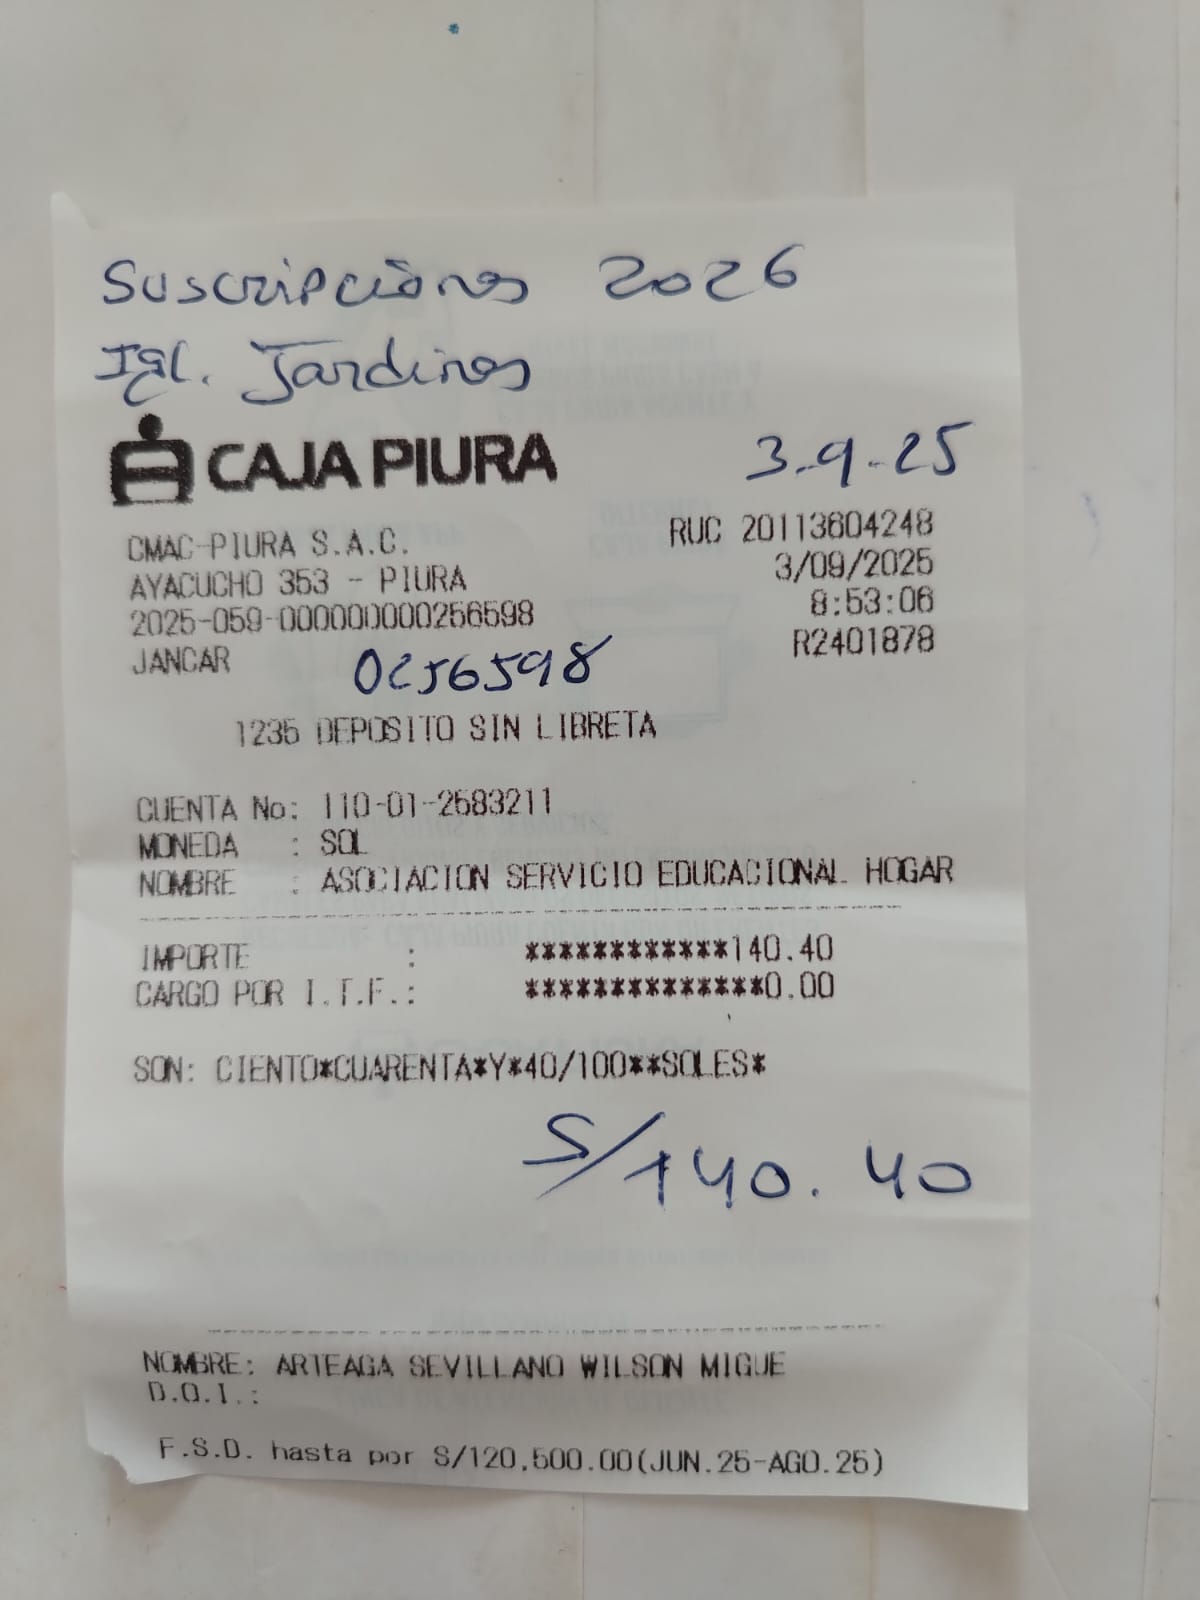 Suscripciones 2026
Igl. Jardines
CAJA PIURA
3-9-25
CMAC-PIURA S.A.C.
RUC 20113604248
AYACUCHO 353 - PIURA
3/09/2025
2025-059-000000000256598
8:53:06
JANCAR
0256598
R2401878
1235 DEPOSITO SIN LIBRETA
CUENTA No: 110-01-2583211
MONEDA : SOL
NOMBRE : ASOCIACION SERVICIO EDUCACIONAL HOGAR
IMPORTE : ************140.40
CARGO POR I.T.F.: **************0.00
SON: CIENTO*CUARENTA*Y*40/100**SOLES*
S/140.40
NOMBRE: ARTEAGA SEVILLANO WILSON MIGUE
D.O.I.:
F.S.D. hasta por S/120,500.00(JUN.25-AGO.25)